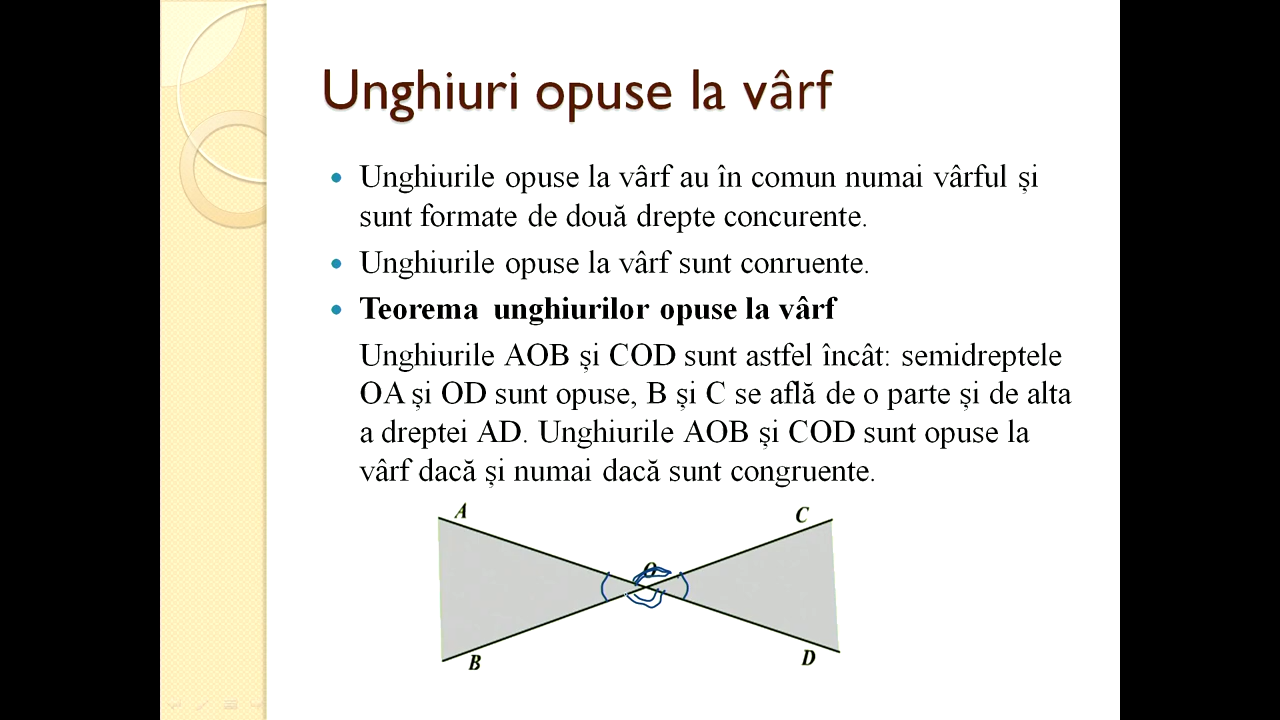 Unghiuri opuse la vârf
Unghiurile opuse la vârf au în comun numai vârful și
sunt formate de două drepte concurente.
Unghiurile opuse la vârf sunt conruente.
Teorema unghiurilor opuse la vârf
Unghiurile AOB și COD sunt astfel încât: semidreptele
OA și OD sunt opuse, B și C se află de o parte și de alta
a dreptei AD. Unghiurile AOB și COD sunt opuse la
vârf dacă și numai dacă sunt congruente.
A
C
O
B
D